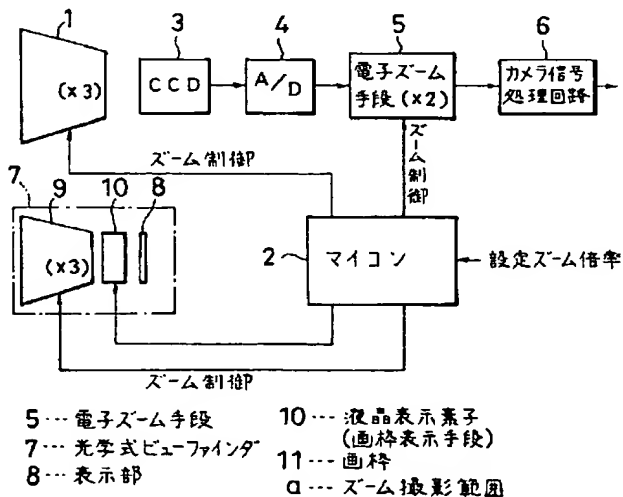 1
3
4
5
6
(×3)
CCD
A/D
電子ズーム
手段(×2)
カメラ信号
処理回路
ズーム制御
ズーム制御
7
9
10
8
(×3)
2
マイコン
設定ズーム倍率
ズーム制御
5…電子ズーム手段
7…光学式ビューファインダ
8…表示部
10…液晶表示素子
(画枠表示手段)
11…画枠
a…ズーム撮影範囲